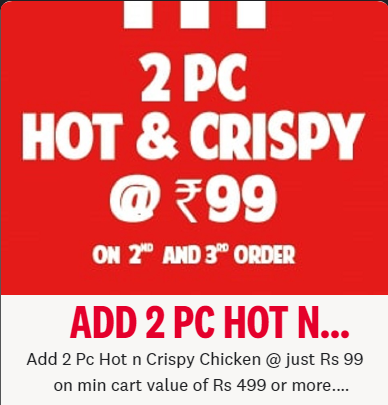 2 PC
HOT & CRISPY
@ ₹99
ON 2ND AND 3RD ORDER
ADD 2 PC HOT N...
Add 2 Pc Hot n Crispy Chicken @ just Rs 99
on min cart value of Rs 499 or more....